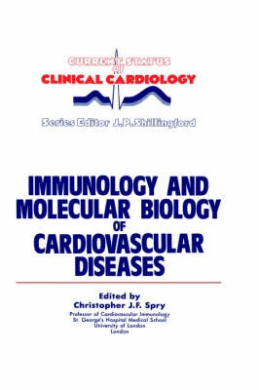 CURRENT STATUS
OF
CLINICAL CARDIOLOGY
Series Editor J.P. Shillingford
IMMUNOLOGY AND
MOLECULAR BIOLOGY
OF
CARDIOVASCULAR
DISEASES
Edited by
Christopher J.F. Spry
Professor of Cardiovascular Immunology
St. George's Hospital Medical School
University of London
London